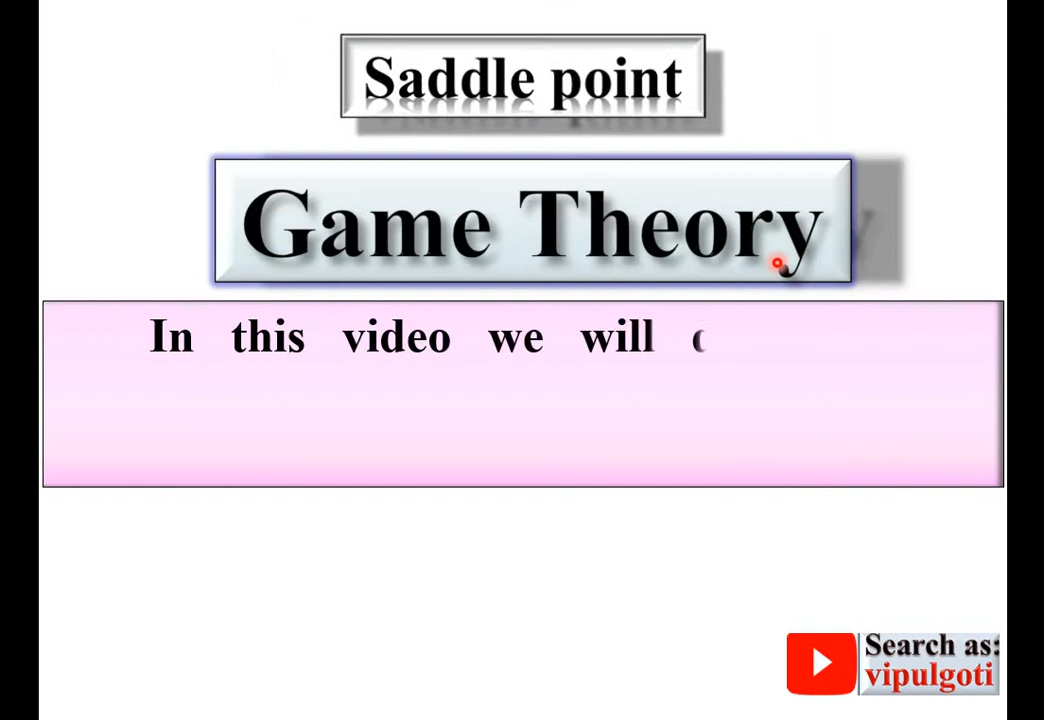 Saddle point
Game Theory
In this video we will
Search as:
vipulgoti